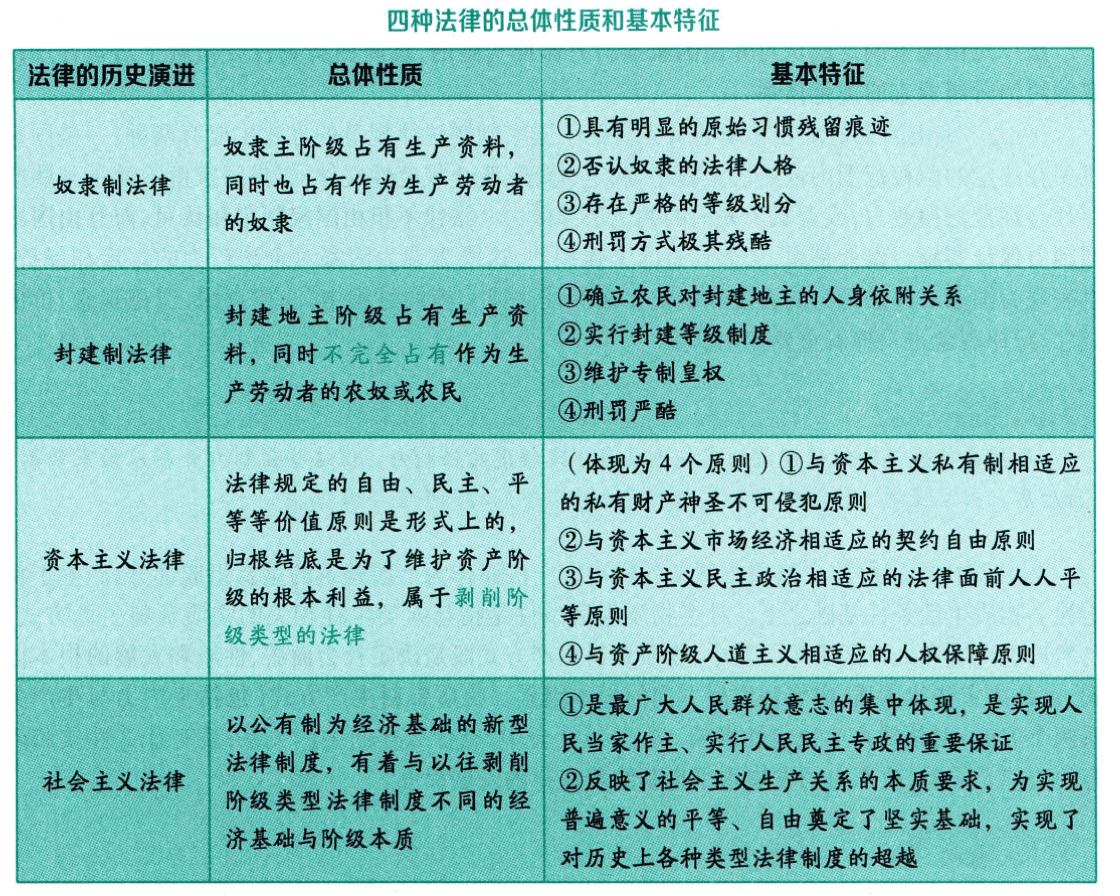 四种法律的总体性质和基本特征
法律的历史演进
总体性质
基本特征
奴隶制法律
奴隶主阶级占有生产资料，
同时也占有作为生产劳动者
的奴隶
①具有明显的原始习惯残留痕迹
②否认奴隶的法律人格
③存在严格的等级划分
④刑罚方式极其残酷
封建制法律
封建地主阶级占有生产资
料，同时不完全占有作为生
产劳动者的农奴或农民
①确立农民对封建地主的人身依附关系
②实行封建等级制度
③维护专制皇权
④刑罚严酷
资本主义法律
法律规定的自由、民主、平
等等价值原则是形式上的，
归根结底是为了维护资产阶
级的根本利益，属于剥削阶
级类型的法律
（体现为4个原则）①与资本主义私有制相适应
的私有财产神圣不可侵犯原则
②与资本主义市场经济相适应的契约自由原则
③与资本主义民主政治相适应的法律面前人人平
等原则
④与资产阶级人道主义相适应的人权保障原则
社会主义法律
以公有制为经济基础的新型
法律制度，有着与以往剥削
阶级类型法律制度不同的经
济基础与阶级本质
①是最广大人民群众意志的集中体现，是实现人
民当家作主、实行人民民主专政的重要保证
②反映了社会主义生产关系的本质要求，为实现
普遍意义的平等、自由奠定了坚实基础，实现了
对历史上各种类型法律制度的超越